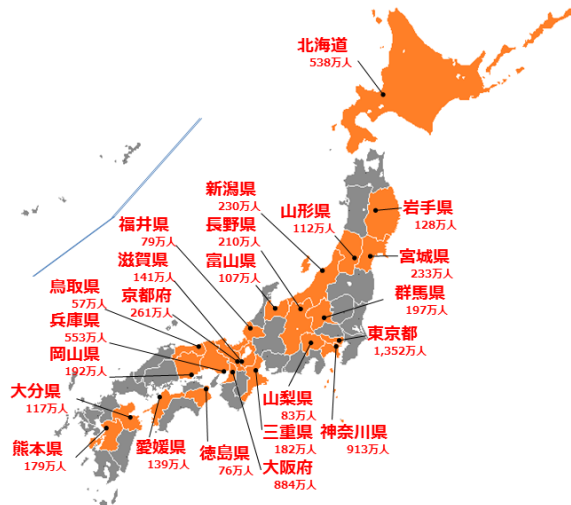 北海道
538万人
新潟県
230万人
山形県
112万人
岩手県
128万人
福井県
79万人
長野県
210万人
宮城県
233万人
滋賀県
141万人
富山県
107万人
群馬県
197万人
鳥取県
57万人
京都府
261万人
兵庫県
553万人
東京都
1,352万人
岡山県
192万人
大分県
117万人
山梨県
83万人
熊本県
179万人
愛媛県
139万人
徳島県
76万人
三重県
182万人
神奈川県
913万人
大阪府
884万人